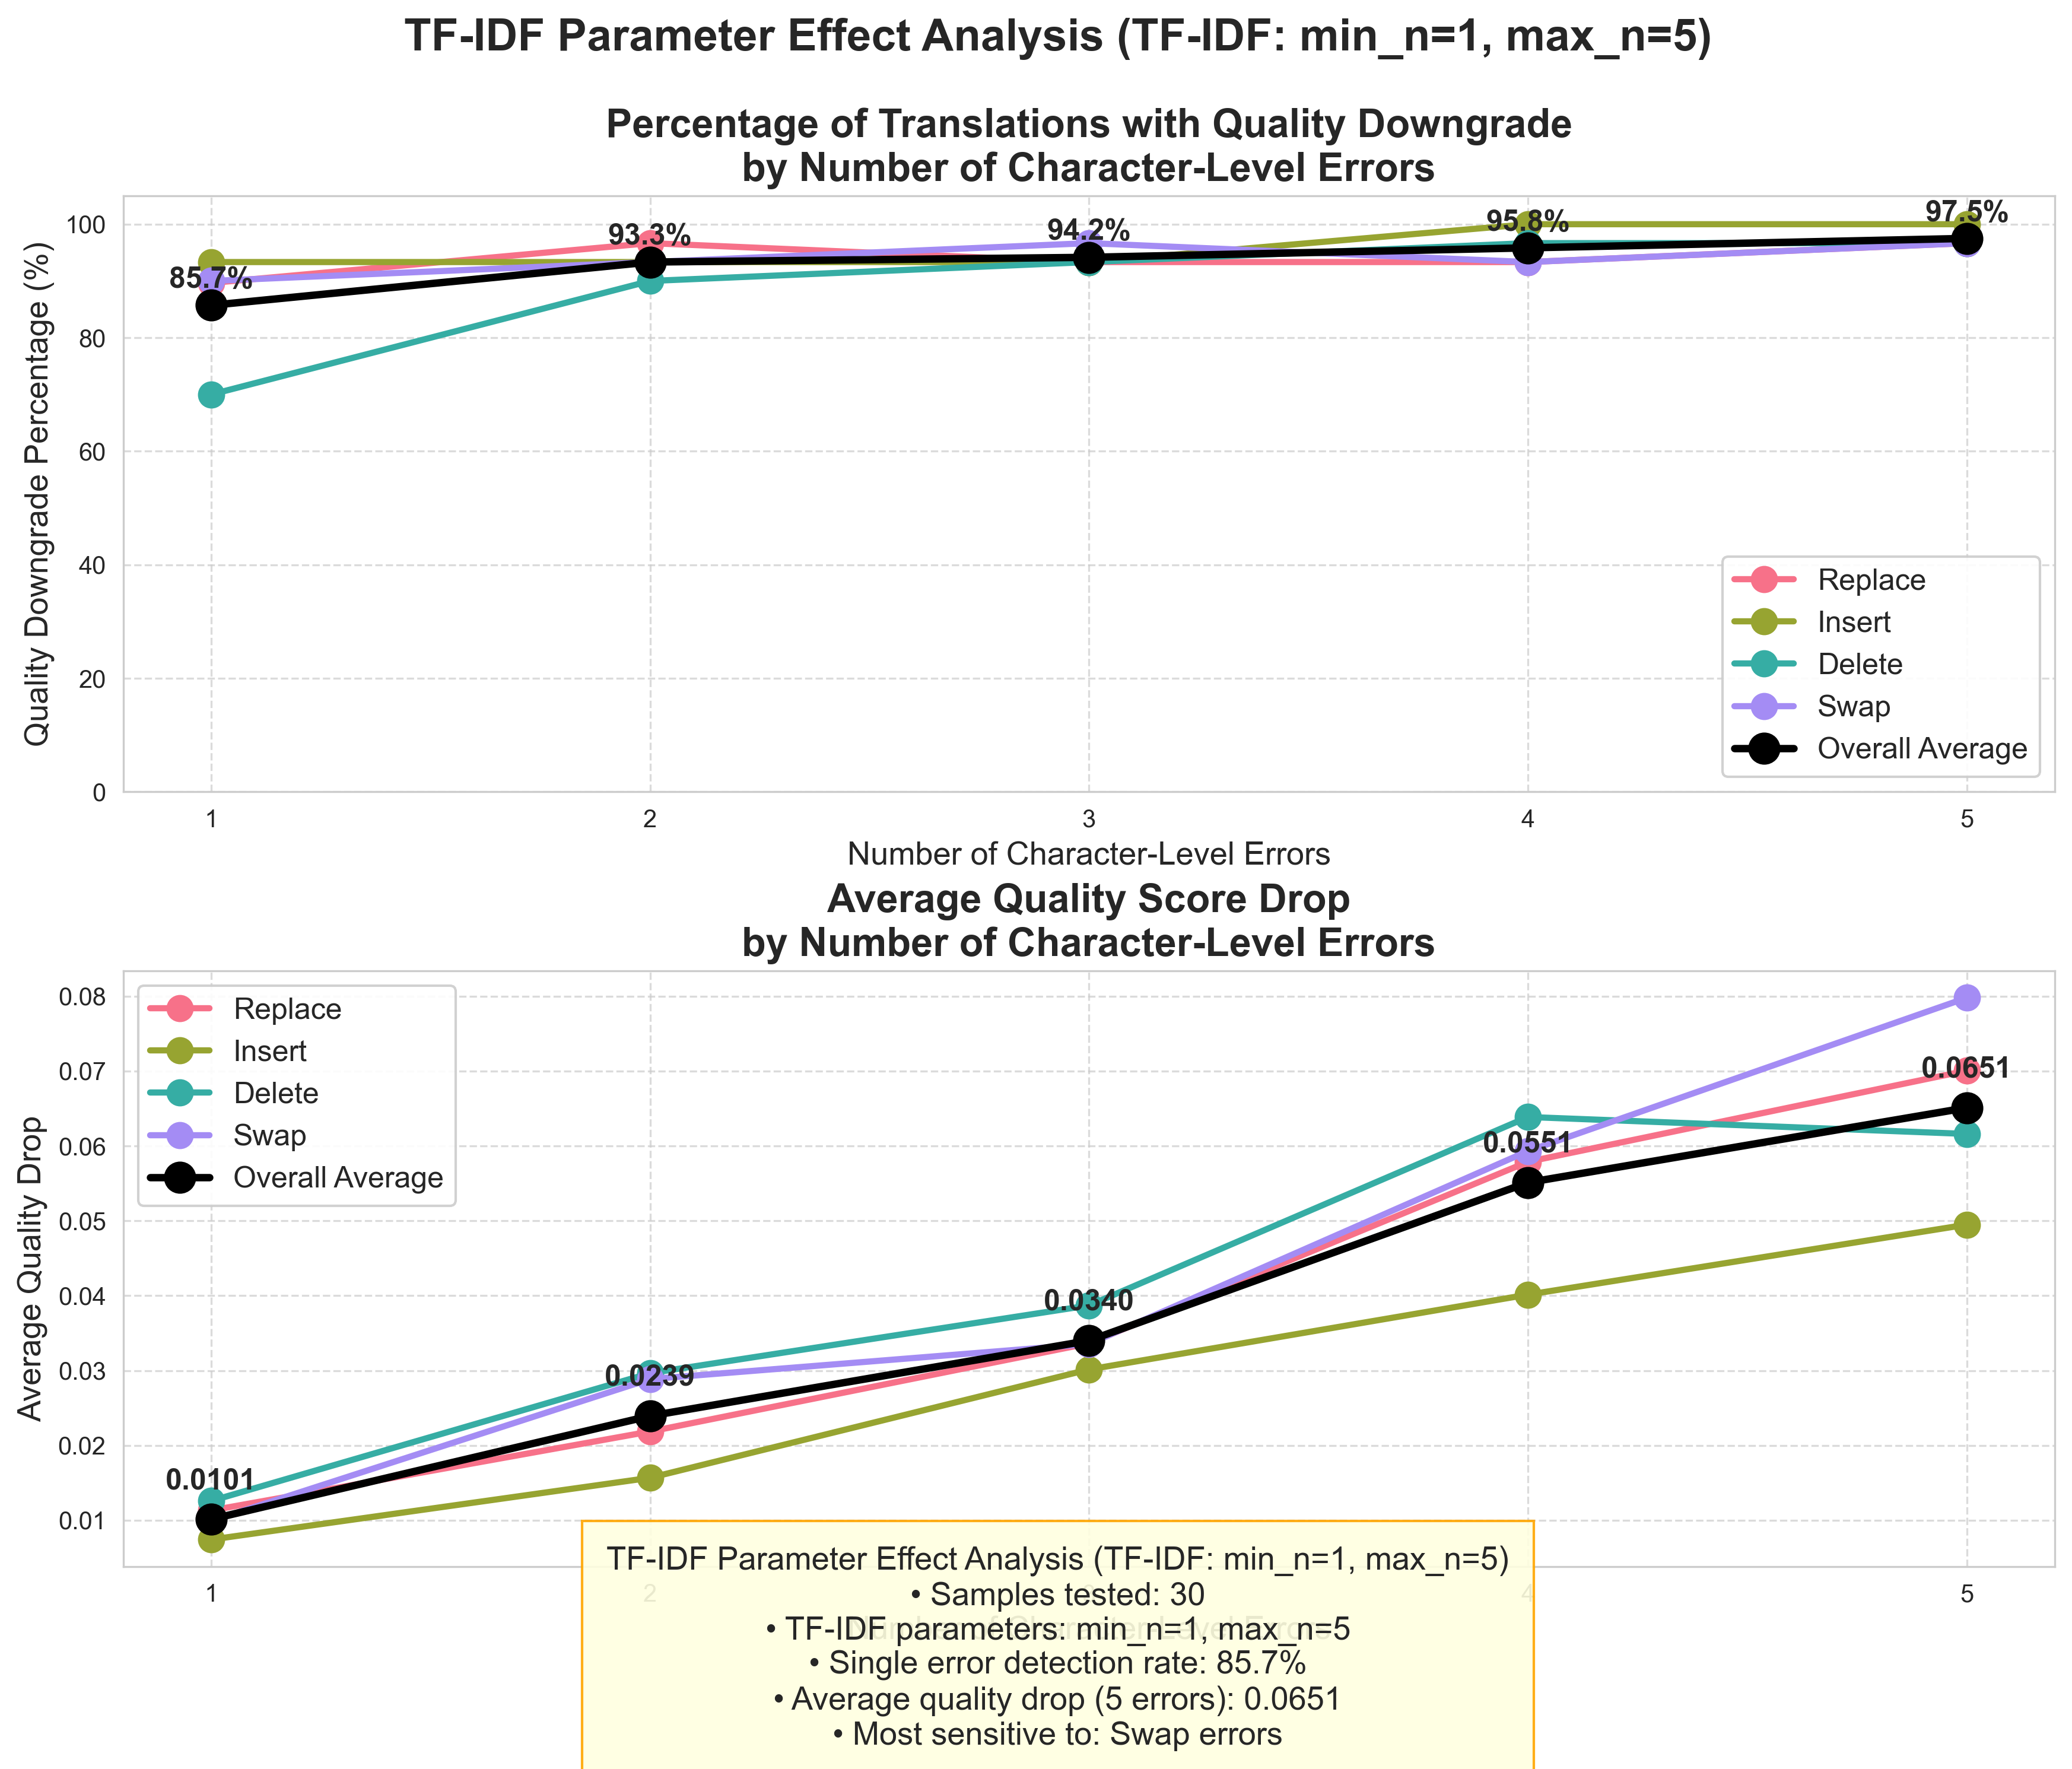 TF-IDF Parameter Effect Analysis (TF-IDF: min_n=1, max_n=5)
Percentage of Translations with Quality Downgrade
by Number of Character-Level Errors
Quality Downgrade Percentage (%)
100
80
60
40
20
0
85.7%
93.3%
94.2%
95.8%
97.5%
Replace
Insert
Delete
Swap
Overall Average
1
2
3
4
5
Number of Character-Level Errors
Average Quality Score Drop
by Number of Character-Level Errors
Average Quality Drop
0.08
0.07
0.06
0.05
0.04
0.03
0.02
0.01
Replace
Insert
Delete
Swap
Overall Average
0.0101
0.0239
0.0340
0.0551
0.0651
1
2
4
5
Number of Character-Level Errors
TF-IDF Parameter Effect Analysis (TF-IDF: min_n=1, max_n=5)
• Samples tested: 30
• TF-IDF parameters: min_n=1, max_n=5
• Single error detection rate: 85.7%
• Average quality drop (5 errors): 0.0651
• Most sensitive to: Swap errors